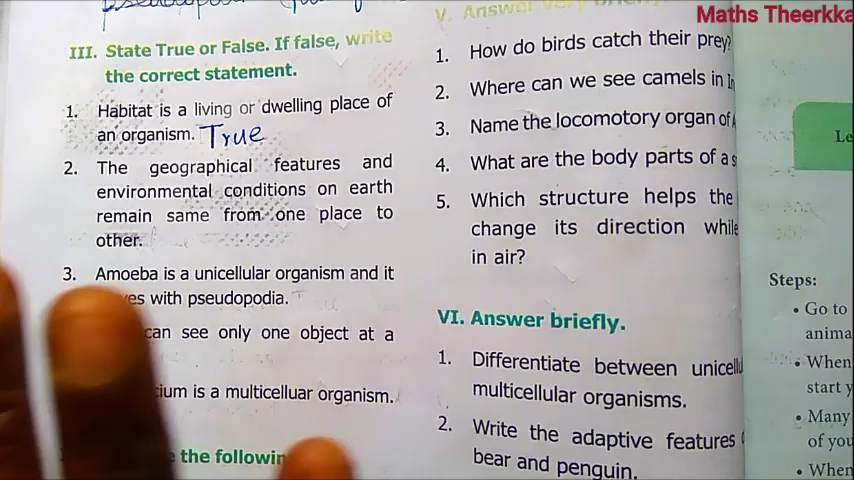 Maths Theerkka
III. State True or False. If false, write
the correct statement.
1. Habitat is a living or dwelling place of
an organism. True
2. The geographical features and
environmental conditions on earth
remain same from one place to
other.
3. Amoeba is a unicellular organism and it
with pseudopodia.
can see only one object at a
is a multicelluar organism.
the
V. Answer very
1. How do birds catch their prey?
2. Where can we see camels in
3. Name the locomotory organ of
4. What are the body parts of a
5. Which structure helps the
change its direction while
in air?
VI. Answer briefly.
1. Differentiate between
multicellular organisms.
2. Write the adaptive features
bear and penguin.
Le
Steps:
• Go to
anima
• When
start y
• Many
of you
• When